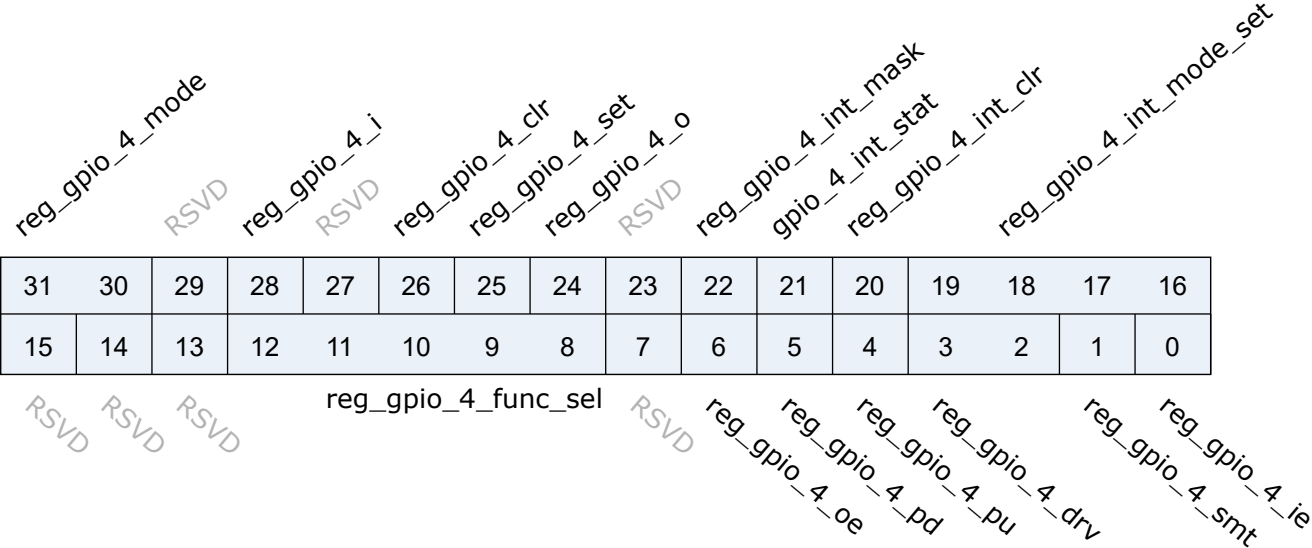 reg_gpio_4_mode
RSVD
reg_gpio_4_i
RSVD
reg_gpio_4_clr
reg_gpio_4_set
reg_gpio_4_o
RSVD
reg_gpio_4_int_mask
gpio_4_int_stat
reg_gpio_4_int_clr
reg_gpio_4_int_mode_set
31 30 29 28 27 26 25 24 23 22 21 20 19 18 17 16
15 14 13 12 11 10 9 8 7 6 5 4 3 2 1 0
RSVD
RSVD
RSVD
reg_gpio_4_func_sel
RSVD
reg_gpio_4_oe
reg_gpio_4_pd
reg_gpio_4_pu
reg_gpio_4_drv
reg_gpio_4_smt
reg_gpio_4_ie